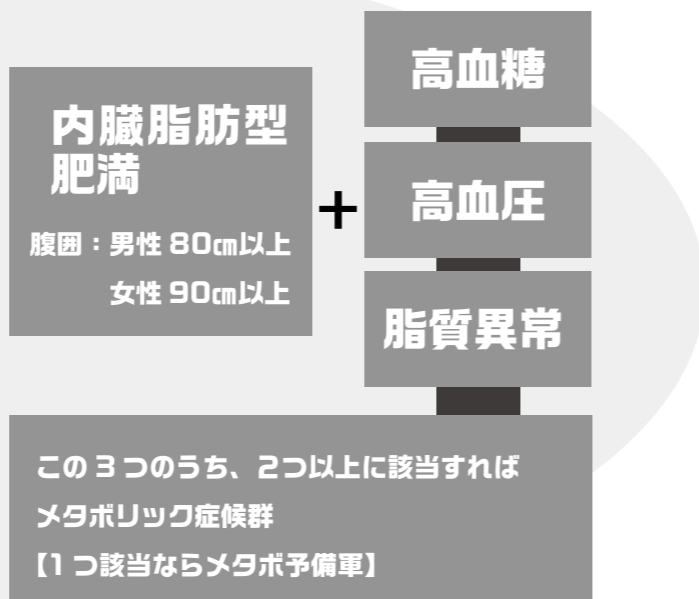 内臓脂肪型
肥満
腹囲：男性 80㎝以上
女性 90㎝以上
＋
高血糖
高血圧
脂質異常
この 3 つのうち、2つ以上に該当すれば
メタボリック症候群
【1 つ該当ならメタボ予備軍】